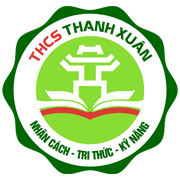 THCS THANH XUÂN
NHÂN CÁCH - TRI THỨC - KỸ NĂNG